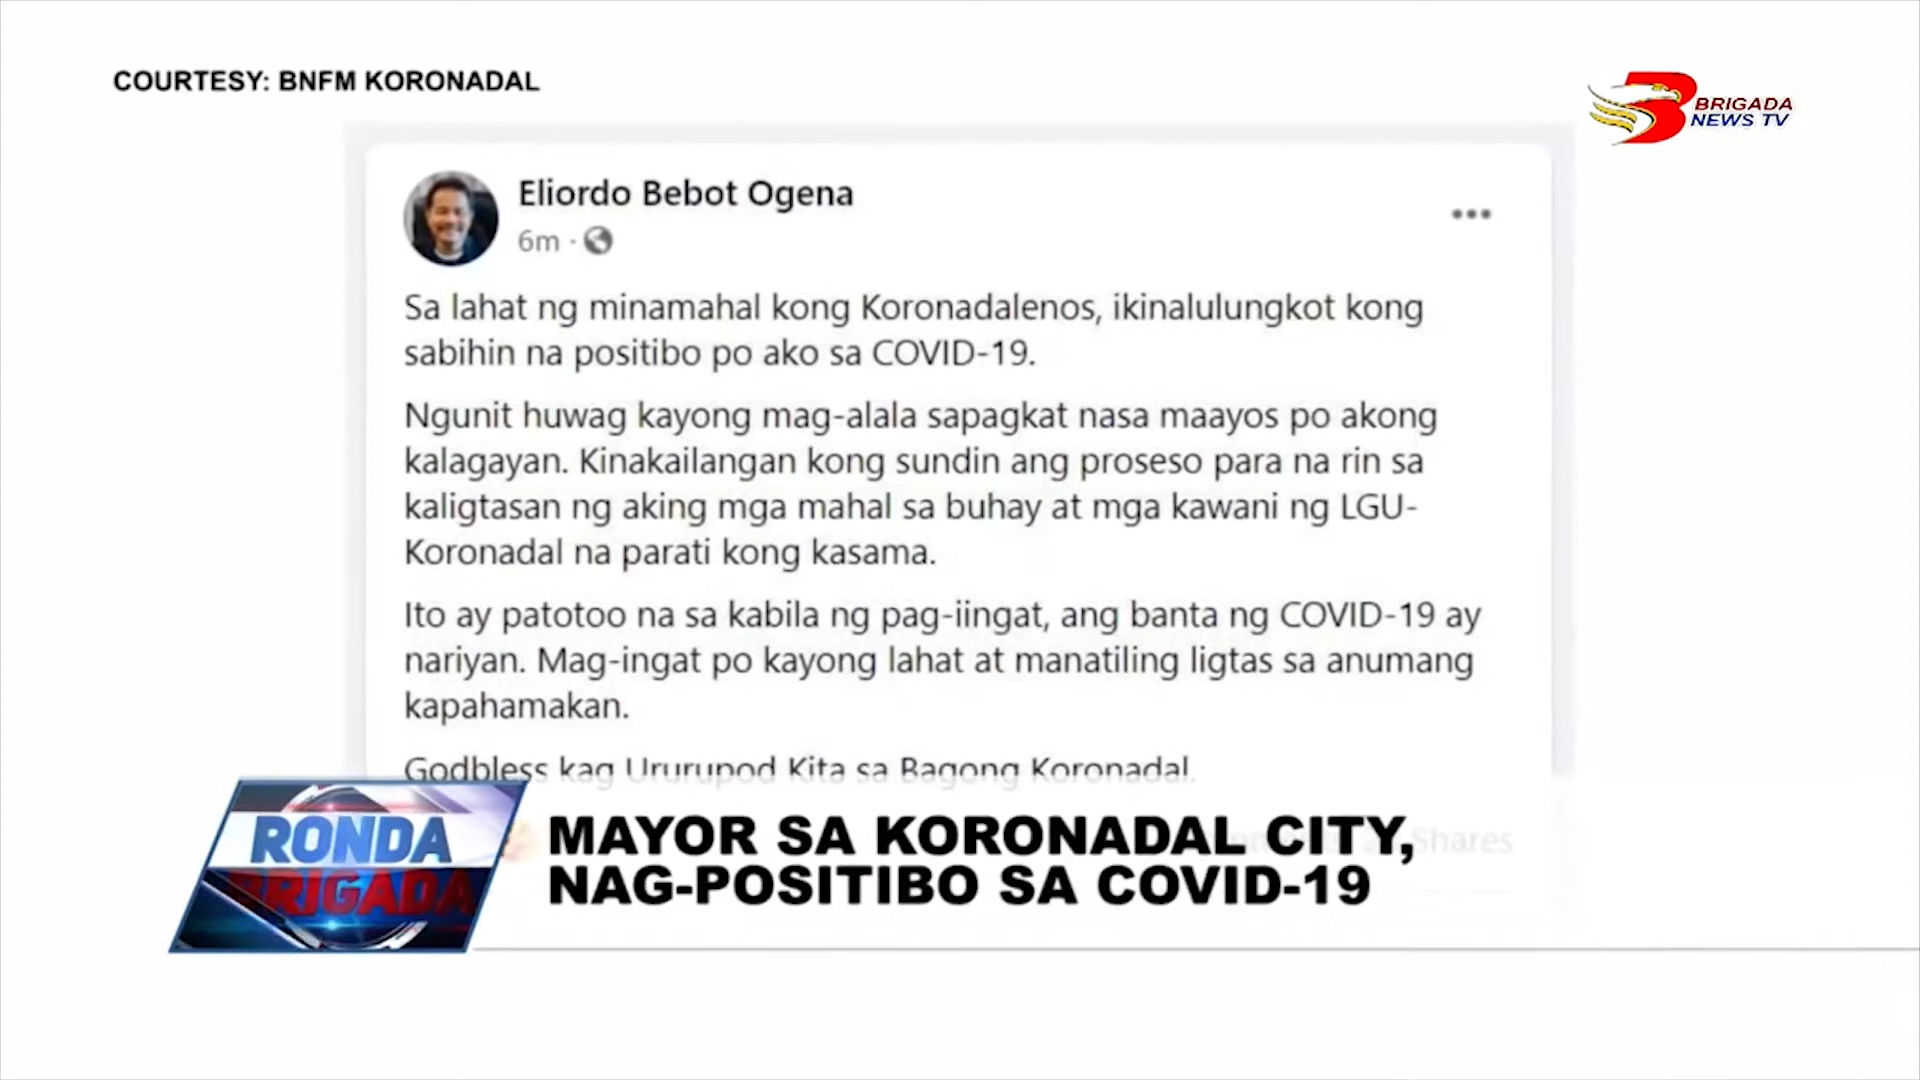 COURTESY: BNFM KORONADAL
BRIGADA
NEWS TV
Eliordo Bebot Ogena
6m ·
Sa lahat ng minamahal kong Koronadalenos, ikinalulungkot kong
sabihin na positibo po ako sa COVID-19.
Ngunit huwag kayong mag-alala sapagkat nasa maayos po akong
kalagayan. Kinakailangan kong sundin ang proseso para na rin sa
kaligtasan ng aking mga mahal sa buhay at mga kawani ng LGU-
Koronadal na parati kong kasama.
Ito ay patotoo na sa kabila ng pag-iingat, ang banta ng COVID-19 ay
nariyan. Mag-ingat po kayong lahat at manatiling ligtas sa anumang
kapahamakan.
Godbless kag Ururupod Kita sa Bagong Koronadal.
Shares
RONDA
BRIGADA
MAYOR SA KORONADAL CITY,
NAG-POSITIBO SA COVID-19